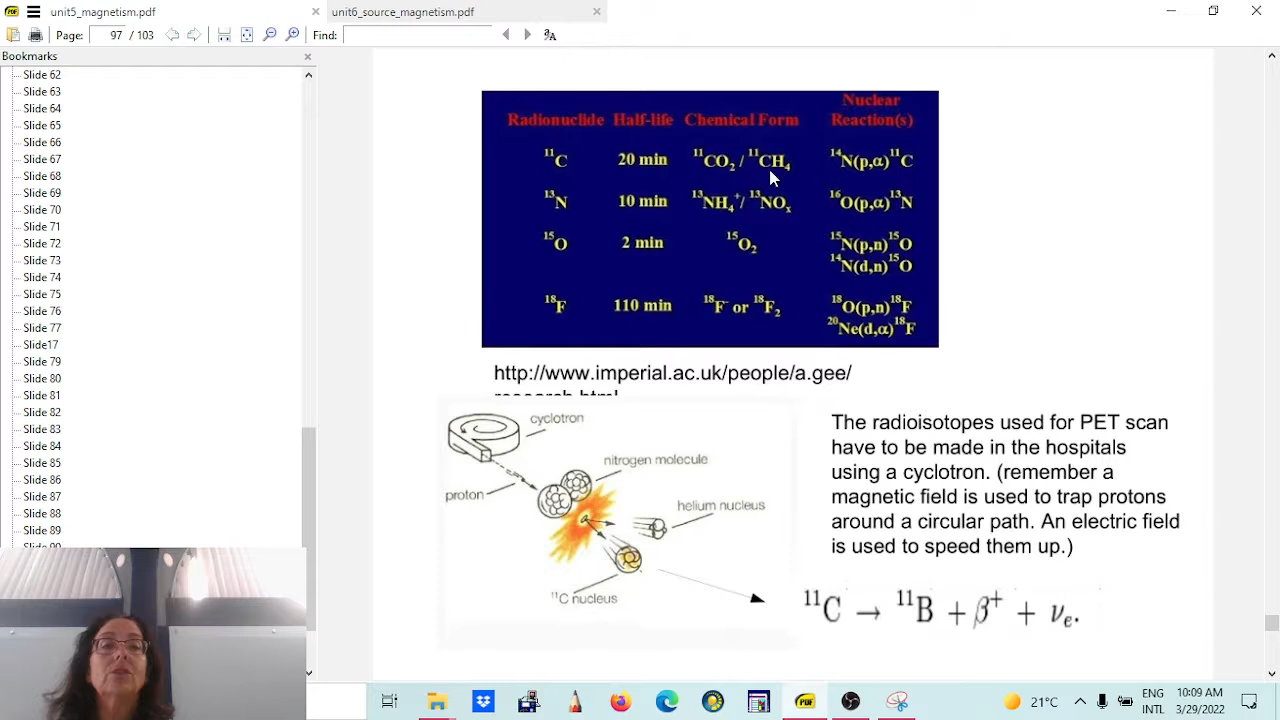 unit5_magnetism.pdf
unit6_source_magnetism.pdf
Page: 97 / 103
Find:
Bookmarks
Slide 62
Slide 63
Slide 64
Slide 65
Slide 66
Slide 67
Slide 68
Slide 69
Slide 70
Slide 71
Slide 72
Slide 73
Slide 74
Slide 75
Slide 76
Slide 77
Slide17
Slide 79
Slide 80
Slide 81
Slide 82
Slide 83
Slide 84
Slide 85
Slide 86
Slide 87
Slide 88
Slide 89
Radionuclide Half-life Chemical Form Nuclear Reaction(s)
¹¹C 20 min ¹¹CO₂ / ¹¹CH₄ ¹⁴N(p,α)¹¹C
¹³N 10 min ¹³NH₄⁺/ ¹³NOₓ ¹⁶O(p,α)¹³N
¹⁵O 2 min ¹⁵O₂ ¹⁵N(p,n)¹⁵O
¹⁴N(d,n)¹⁵O
¹⁸F 110 min ¹⁸F⁻ or ¹⁸F₂ ¹⁸O(p,n)¹⁸F
²⁰Ne(d,α)¹⁸F
http://www.imperial.ac.uk/people/a.gee/
research.html
cyclotron
nitrogen molecule
proton
helium nucleus
¹¹C nucleus
The radioisotopes used for PET scan
have to be made in the hospitals
using a cyclotron. (remember a
magnetic field is used to trap protons
around a circular path. An electric field
is used to speed them up.)
¹¹C → ¹¹B + β⁺ + νₑ.
21°C
ENG
INTL
10:09 AM
3/29/2022